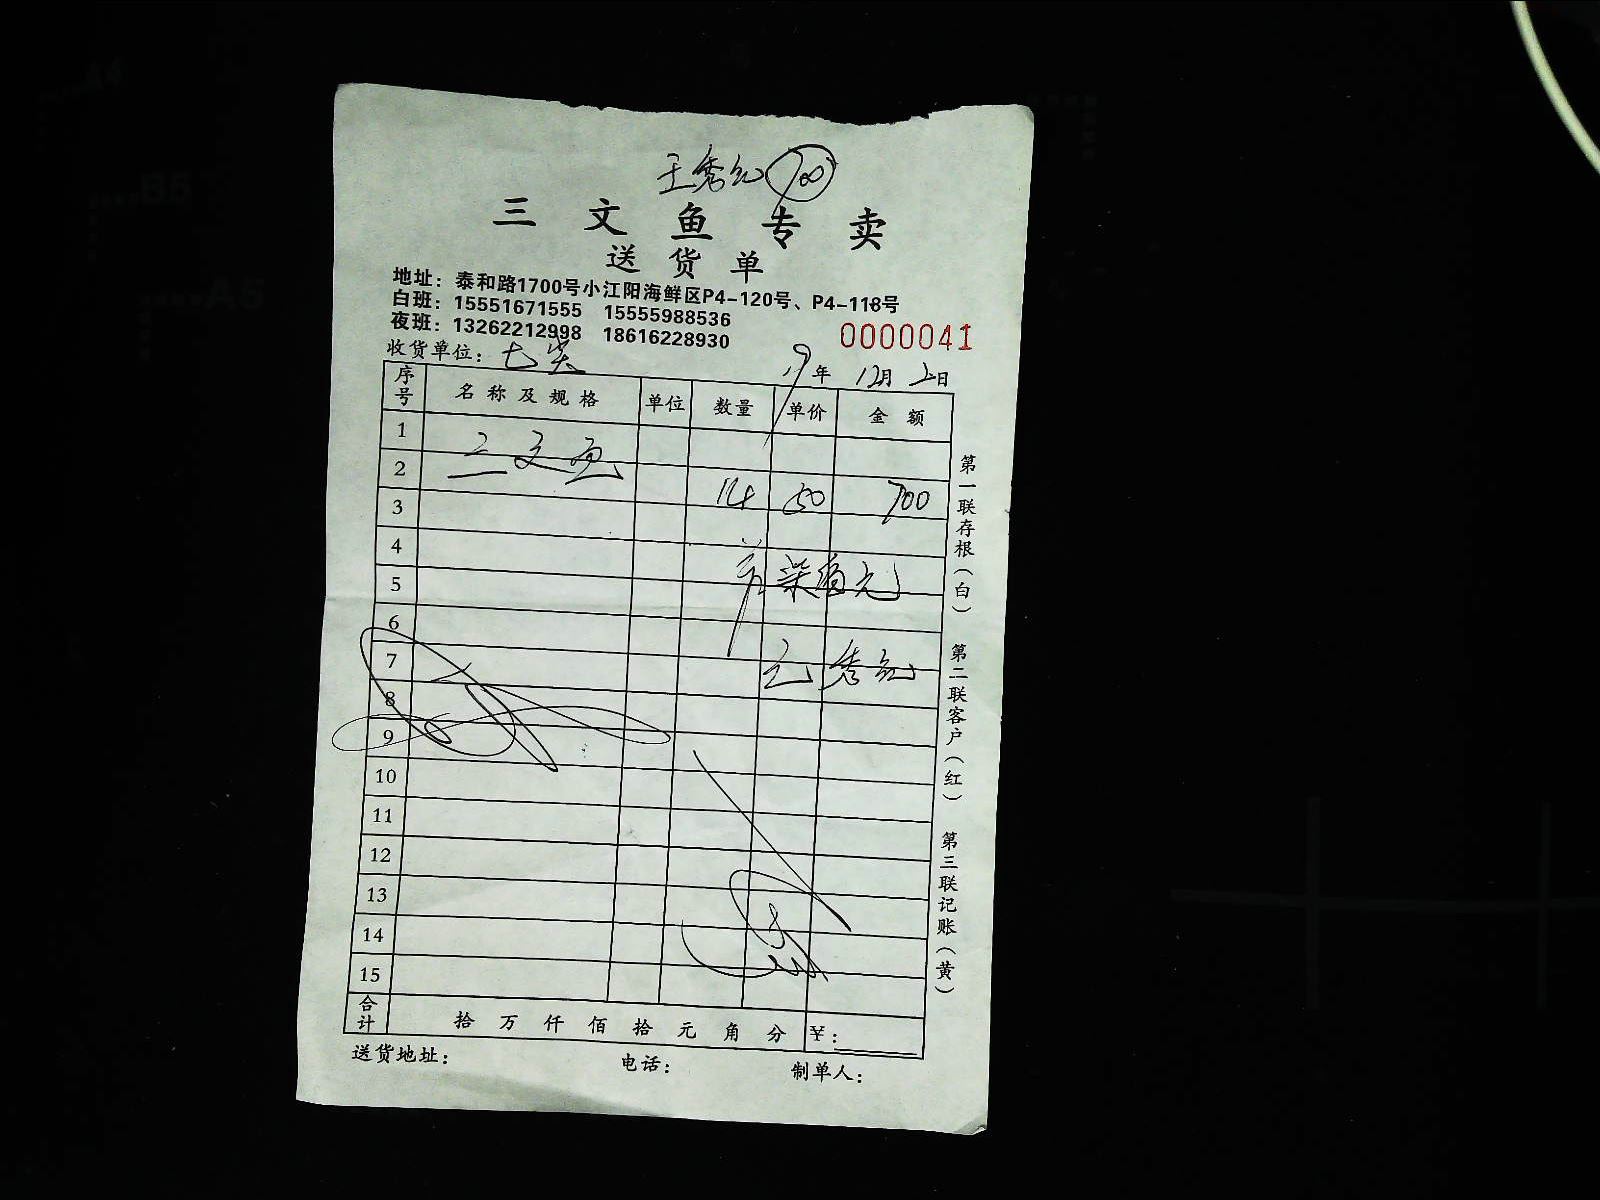 王秀红 700
三文鱼专卖
送货单
地址：泰和路1700号小江阳海鲜区P4-120号、P4-118号
白班：15551671555 15555988536
夜班：13262212998 18616228930
0000041
收货单位：七 19年 12月 2日
序号 名称及规格 单位 数量 单价 金额
1
2 三文鱼
3 14 50 700
4
5 柒佰元
6
7 王秀红
8
9
10
11
12
13
14
15
合计 拾 万 仟 佰 拾 元 角 分 ¥：
送货地址： 电话： 制单人：
第一联存根（白）
第二联客户（红）
第三联记账（黄）